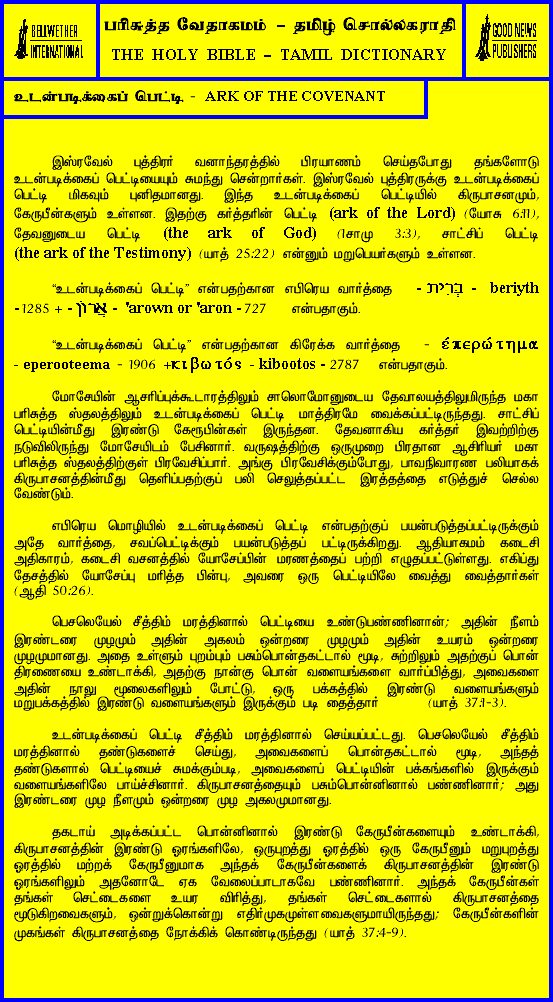 BELLWETHER
INTERNATIONAL
பரிசுத்த வேதாகமம் – தமிழ் சொல்லகராதி
THE HOLY BIBLE – TAMIL DICTIONARY
GOOD NEWS
PUBLISHERS
உடன்படிக்கைப் பெட்டி - ARK OF THE COVENANT
இஸ்ரவேல் புத்திரர் வனாந்தரத்தில் பிரயாணம் செய்தபோது தங்களோடு
உடன்படிக்கைப் பெட்டியையும் சுமந்து சென்றார்கள். இஸ்ரவேல் புத்திரருக்கு உடன்படிக்கைப்
பெட்டி மிகவும் புனிதமானது. இந்த உடன்படிக்கைப் பெட்டியில் கிருபாசனமும்,
கேருபீன்களும் உள்ளன. இதற்கு கர்த்தரின் பெட்டி (ark of the Lord) (யோசு 6:11),
தேவனுடைய பெட்டி (the ark of God) (1சாமு 3:3), சாட்சிப் பெட்டி
(the ark of the Testimony) (யாத் 25:22) என்னும் மறுபெயர்களும் உள்ளன.
“உடன்படிக்கைப் பெட்டி” என்பதற்கான எபிரெய வார்த்தை - בְּרִית - beriyth
-1285 + - אֲרוֹן - 'arown or 'aron - 727 என்பதாகும்.
“உடன்படிக்கைப் பெட்டி” என்பதற்கான கிரேக்க வார்த்தை - έπερώτημα
- eperooteema - 1906 +κιβωτός - kibootos - 2787 என்பதாகும்.
மோசேயின் ஆசரிப்புக்கூடாரத்திலும் சாலொமோனுடைய தேவாலயத்திலுமிருந்த மகா
பரிசுத்த ஸ்தலத்திலும் உடன்படிக்கைப் பெட்டி மாத்திரமே வைக்கப்பட்டிருந்தது. சாட்சிப்
பெட்டியின்மீது இரண்டு கேரூபின்கள் இருந்தன. தேவனாகிய கர்த்தர் இவற்றிற்கு
நடுவிலிருந்து மோசேயிடம் பேசினார். வருஷத்திற்கு ஒருமுறை பிரதான ஆசிரியர் மகா
பரிசுத்த ஸ்தலத்திற்குள் பிரவேசிப்பார். அங்கு பிரவேசிக்கும்போது, பாவநிவாரண பலியாகக்
கிருபாசனத்தின்மீது தெளிப்பதற்குப் பலி செலுத்தப்பட்ட இரத்தத்தை எடுத்துச் செல்ல
வேண்டும்.
எபிரெய மொழியில் உடன்படிக்கைப் பெட்டி என்பதற்குப் பயன்படுத்தப்பட்டிருக்கும்
அதே வார்த்தை, சவப்பெட்டிக்கும் பயன்படுத்தப் பட்டிருக்கிறது. ஆதியாகமம் கடைசி
அதிகாரம், கடைசி வசனத்தில் யோசேப்பின் மரணத்தைப் பற்றி எழுதப்பட்டுள்ளது. எகிப்து
தேசத்தில் யோசேப்பு மரித்த பின்பு, அவரை ஒரு பெட்டியிலே வைத்து வைத்தார்கள்
(ஆதி 50:26).
பெசலெயேல் சீத்திம் மரத்தினால் பெட்டியை உண்டுபண்ணினான்; அதின் நீளம்
இரண்டரை முழமும் அதின் அகலம் ஒன்றரை முழமும் அதின் உயரம் ஒன்றரை
முழமுமானது. அதை உள்ளும் புறம்பும் பசும்பொன்தகட்டால் மூடி, சுற்றிலும் அதற்குப் பொன்
திரணையை உண்டாக்கி, அதற்கு நான்கு பொன் வளையங்களை வார்ப்பித்து, அவைகளை
அதின் நாலு மூலைகளிலும் போட்டு, ஒரு பக்கத்தில் இரண்டு வளையங்களும்
மறுபக்கத்தில் இரண்டு வளையங்களும் இருக்கும் படி தைத்தார் (யாத் 37:1-3).
உடன்படிக்கைப் பெட்டி சீத்திம் மரத்தினால் செய்யப்பட்டது. பெசலெயேல் சீத்திம்
மரத்தினால் தண்டுகளைச் செய்து, அவைகளைப் பொன்தகட்டால் மூடி, அந்தத்
தண்டுகளால் பெட்டியைச் சுமக்கும்படி, அவைகளைப் பெட்டியின் பக்கங்களில் இருக்கும்
வளையங்களிலே பாய்ச்சினார். கிருபாசனத்தையும் பசும்பொன்னினால் பண்ணினார்; அது
இரண்டரை முழ நீளமும் ஒன்றரை முழ அகலமுமானது.
தகடாய் அடிக்கப்பட்ட பொன்னினால் இரண்டு கேருபீன்களையும் உண்டாக்கி,
கிருபாசனத்தின் இரண்டு ஓரங்களிலே, ஒருபுறத்து ஓரத்தில் ஒரு கேருபீனும் மறுபுறத்து
ஓரத்தில் மற்றக் கேருபீனுமாக அந்தக் கேருபீன்களைக் கிருபாசனத்தின் இரண்டு
ஓரங்களிலும் அதனோடே ஏக வேலைப்பாடாகவே பண்ணினார். அந்தக் கேருபீன்கள்
தங்கள் செட்டைகளை உயர விரித்து, தங்கள் செட்டைகளால் கிருபாசனத்தை
மூடுகிறவைகளும், ஒன்றுக்கொன்று எதிர்முகமுள்ளவைகளுமாயிருந்தது; கேருபீன்களின்
முகங்கள் கிருபாசனத்தை நோக்கிக் கொண்டிருந்தது (யாத் 37:4-9).